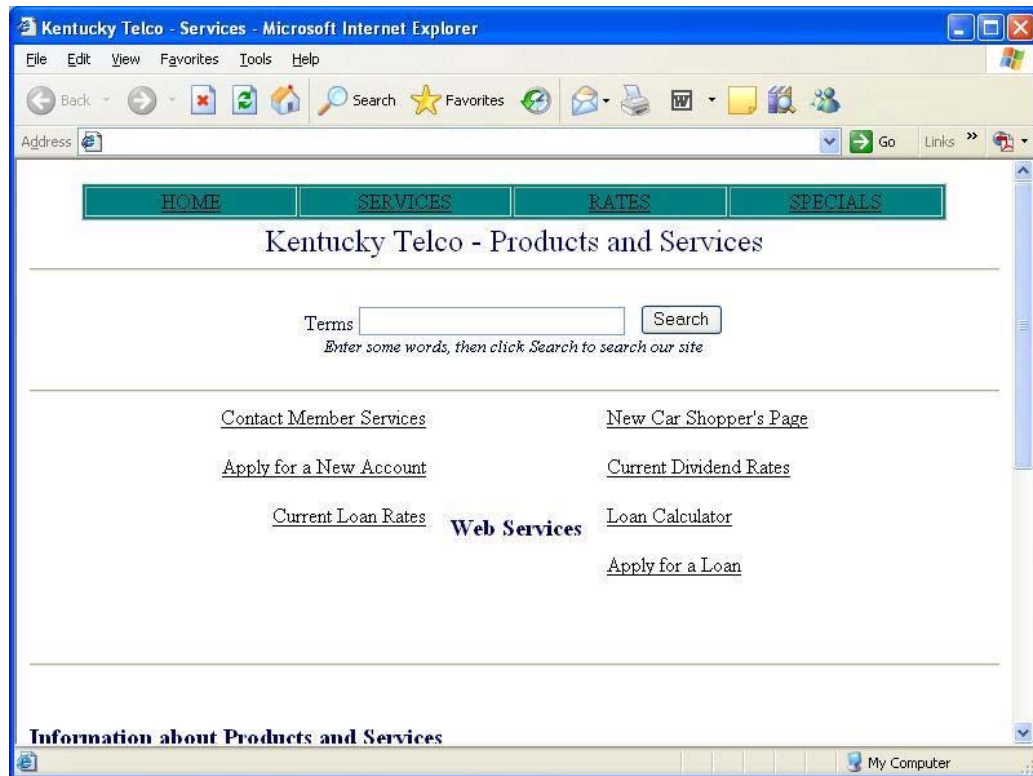 Kentucky Telco - Services - Microsoft Internet Explorer
File Edit View Favorites Tools Help
Back Search Favorites
Address Go Links »
HOME SERVICES RATES SPECIALS
Kentucky Telco - Products and Services
Terms Search
Enter some words, then click Search to search our site
Contact Member Services New Car Shopper's Page
Apply for a New Account Current Dividend Rates
Current Loan Rates Web Services Loan Calculator
Apply for a Loan
Information about Products and Services
My Computer